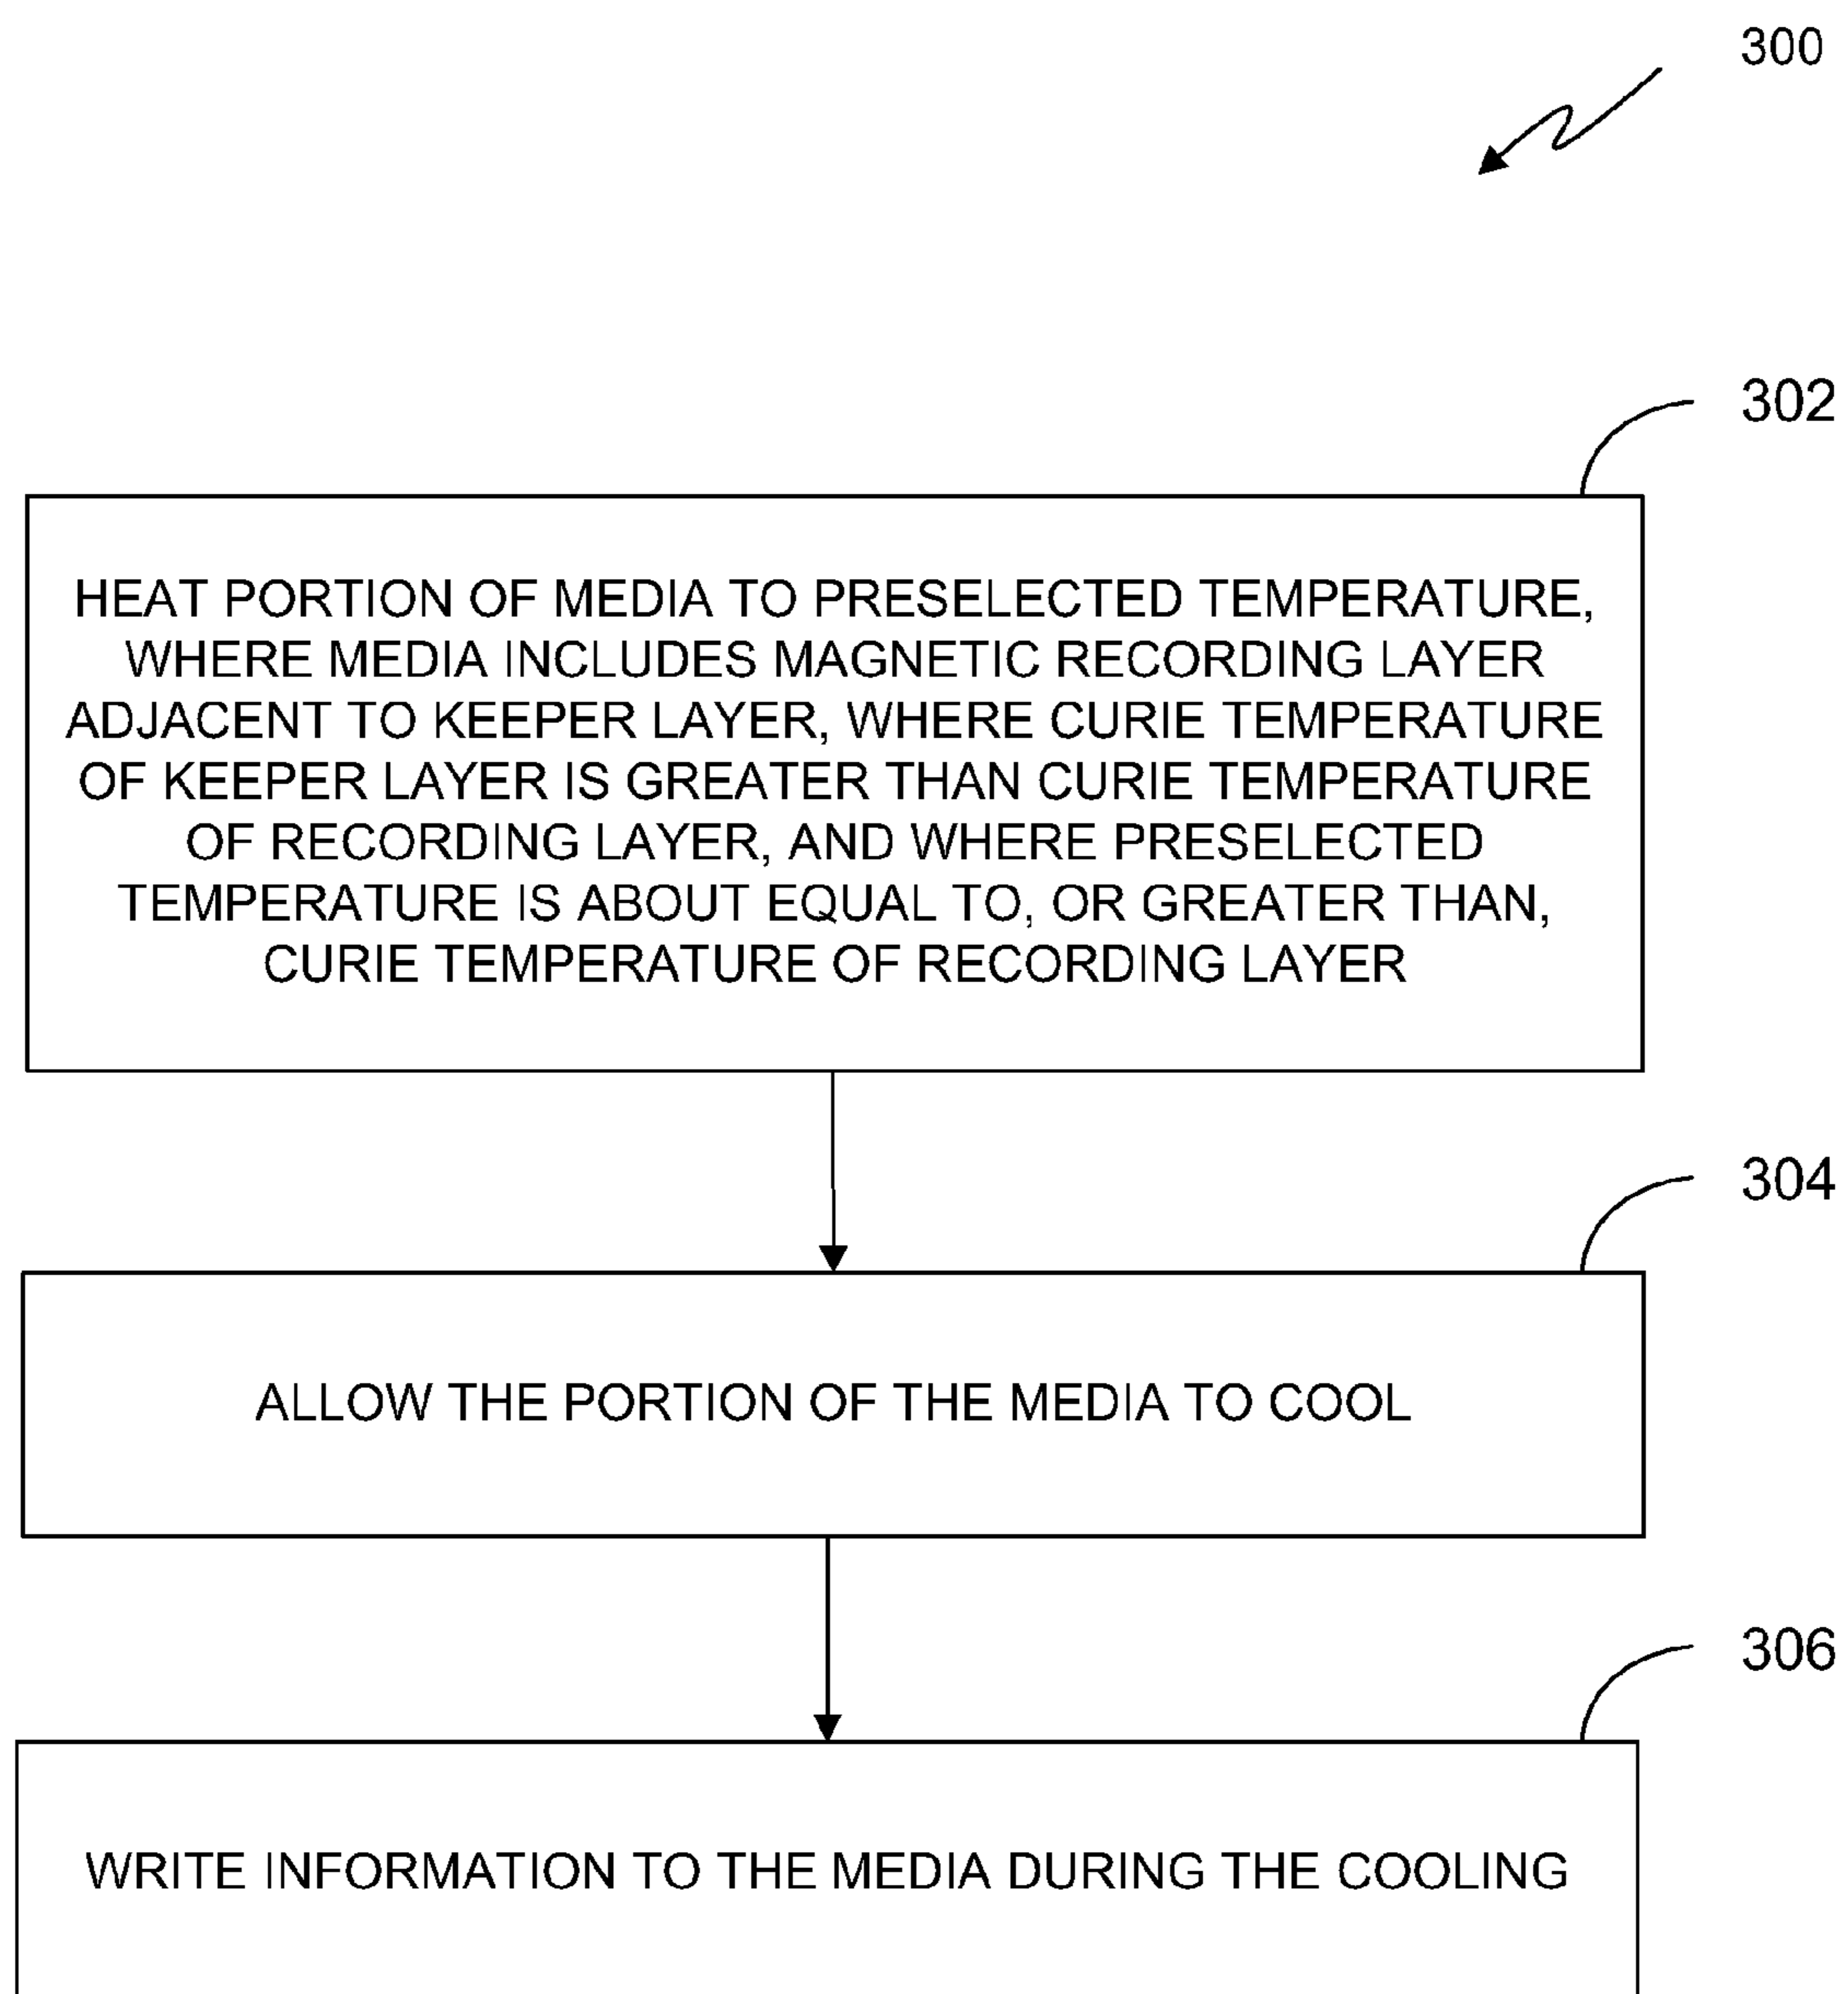 300
302
HEAT PORTION OF MEDIA TO PRESELECTED TEMPERATURE,
WHERE MEDIA INCLUDES MAGNETIC RECORDING LAYER
ADJACENT TO KEEPER LAYER, WHERE CURIE TEMPERATURE
OF KEEPER LAYER IS GREATER THAN CURIE TEMPERATURE
OF RECORDING LAYER, AND WHERE PRESELECTED
TEMPERATURE IS ABOUT EQUAL TO, OR GREATER THAN,
CURIE TEMPERATURE OF RECORDING LAYER
304
ALLOW THE PORTION OF THE MEDIA TO COOL
306
WRITE INFORMATION TO THE MEDIA DURING THE COOLING